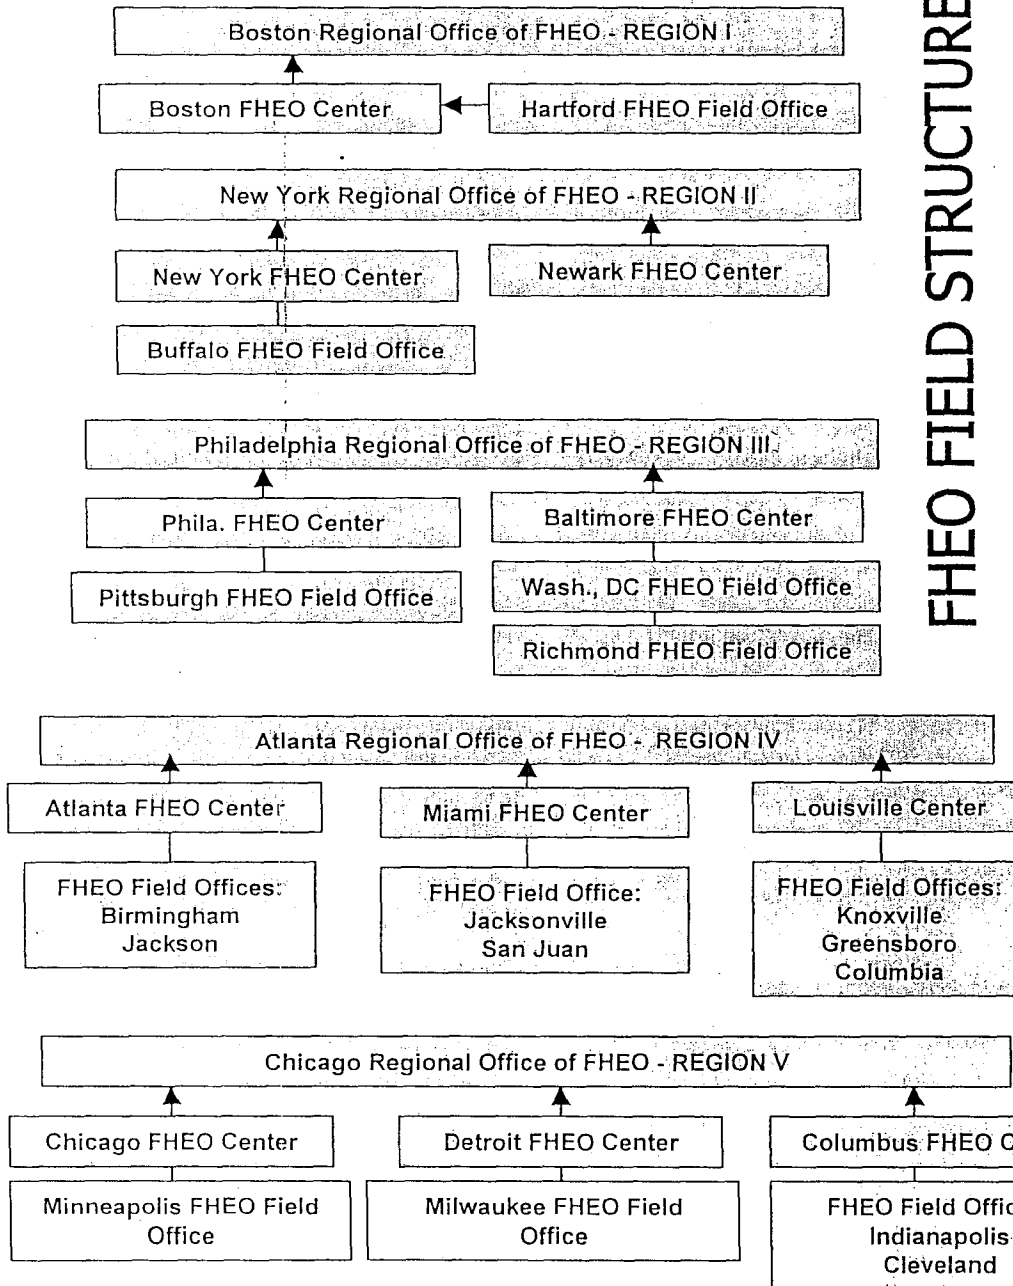 FHEO FIELD STRUCTURE
Boston Regional Office of FHEO - REGION I
Boston FHEO Center
Hartford FHEO Field Office
New York Regional Office of FHEO - REGION II
New York FHEO Center
Newark FHEO Center
Buffalo FHEO Field Office
Philadelphia Regional Office of FHEO - REGION III
Phila. FHEO Center
Baltimore FHEO Center
Pittsburgh FHEO Field Office
Wash., DC FHEO Field Office
Richmond FHEO Field Office
Atlanta Regional Office of FHEO - REGION IV
Atlanta FHEO Center
Miami FHEO Center
Louisville Center
FHEO Field Offices:
Birmingham
Jackson
FHEO Field Office:
Jacksonville
San Juan
FHEO Field Offices:
Knoxville
Greensboro
Columbia
Chicago Regional Office of FHEO - REGION V
Chicago FHEO Center
Detroit FHEO Center
Columbus FHEO
Minneapolis FHEO Field
Office
Milwaukee FHEO Field
Office
FHEO Field
Indianapolis
Cleveland